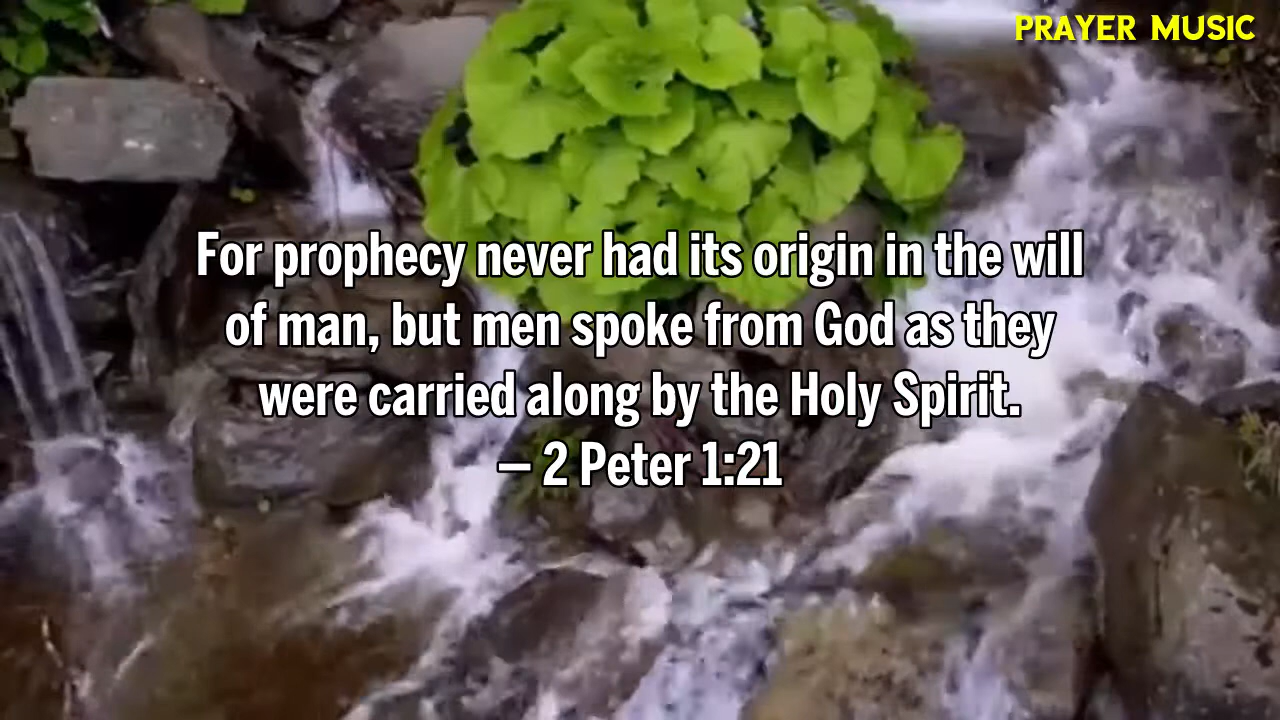 PRAYER MUSIC
For prophecy never had its origin in the will
of man, but men spoke from God as they
were carried along by the Holy Spirit.
– 2 Peter 1:21